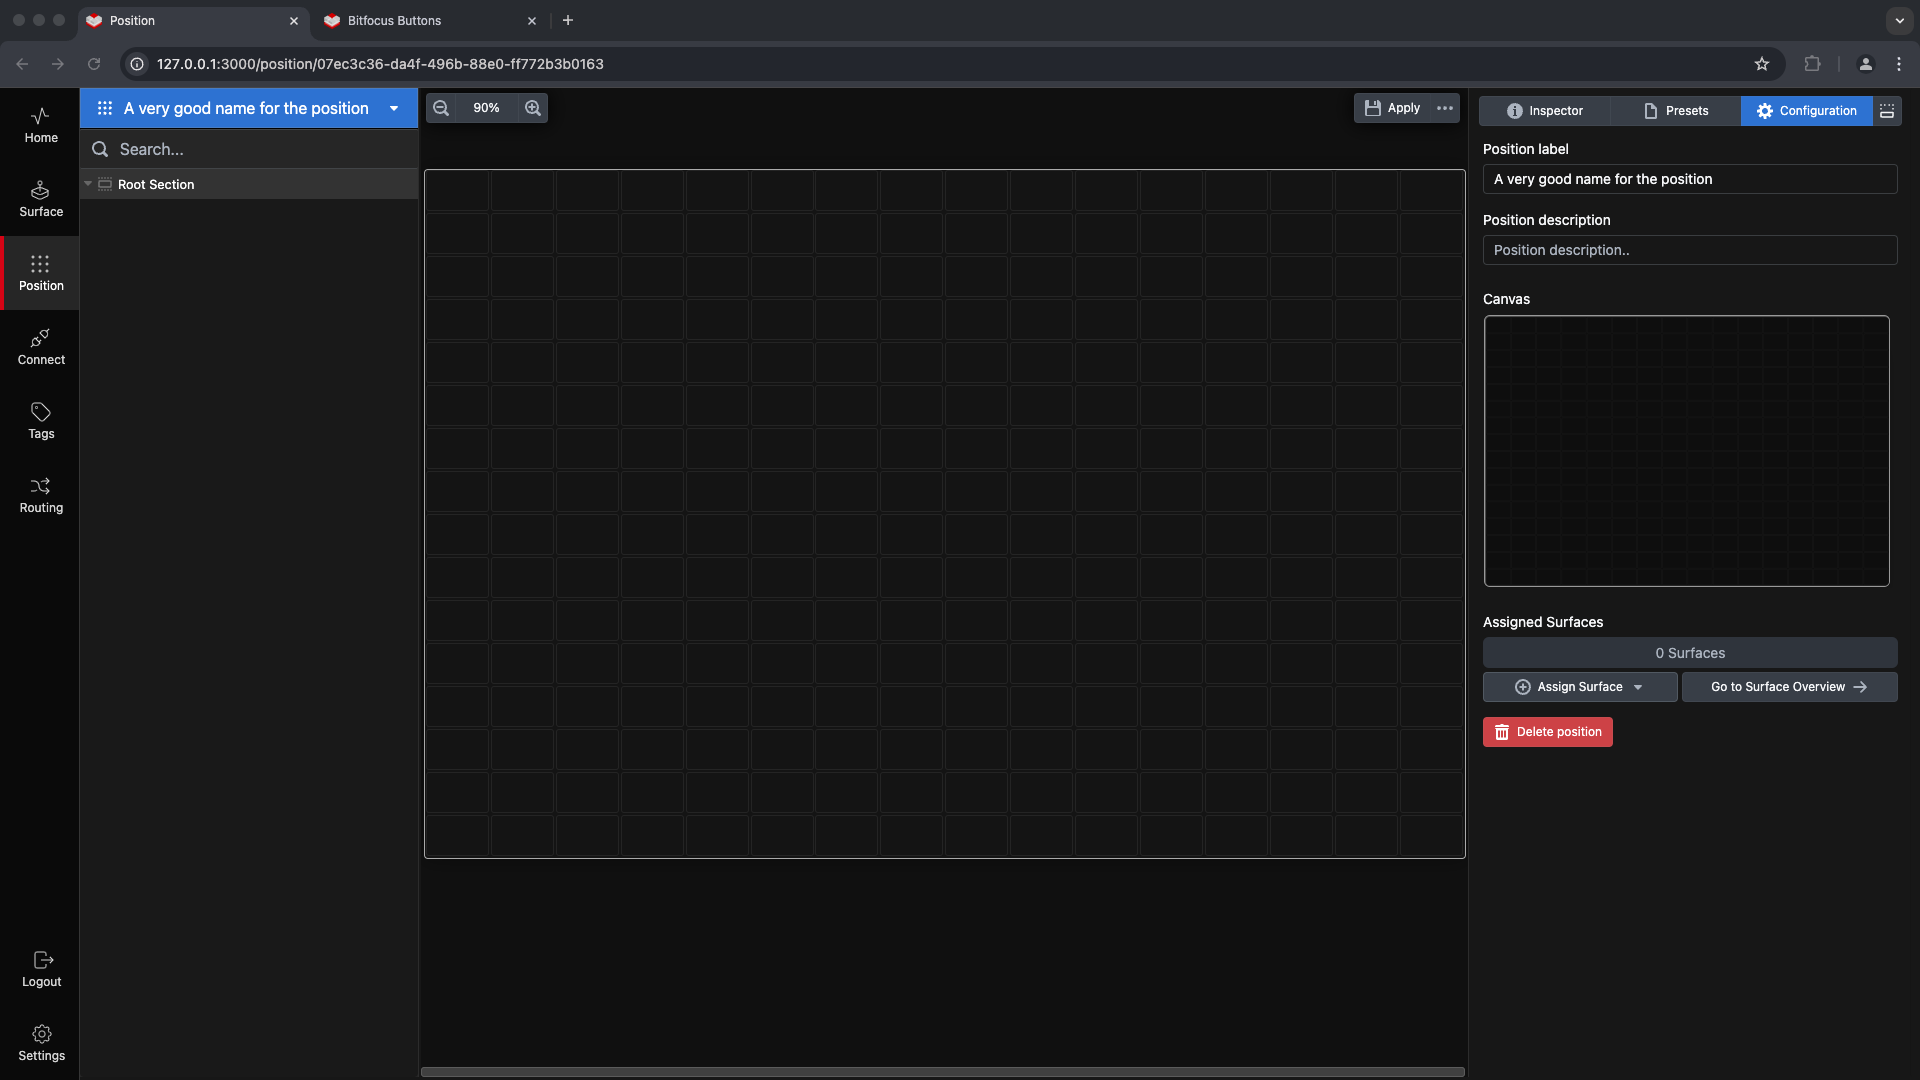 Position
Bitfocus Buttons
127.0.0.1:3000/position/07ec3c36-da4f-496b-88e0-ff772b3b0163
Home
Surface
Position
Connect
Tags
Routing
Logout
Settings
A very good name for the position
Search...
Root Section
90%
Apply
Inspector
Presets
Configuration
Position label
A very good name for the position
Position description
Position description..
Canvas
Assigned Surfaces
0 Surfaces
Assign Surface
Go to Surface Overview
Delete position